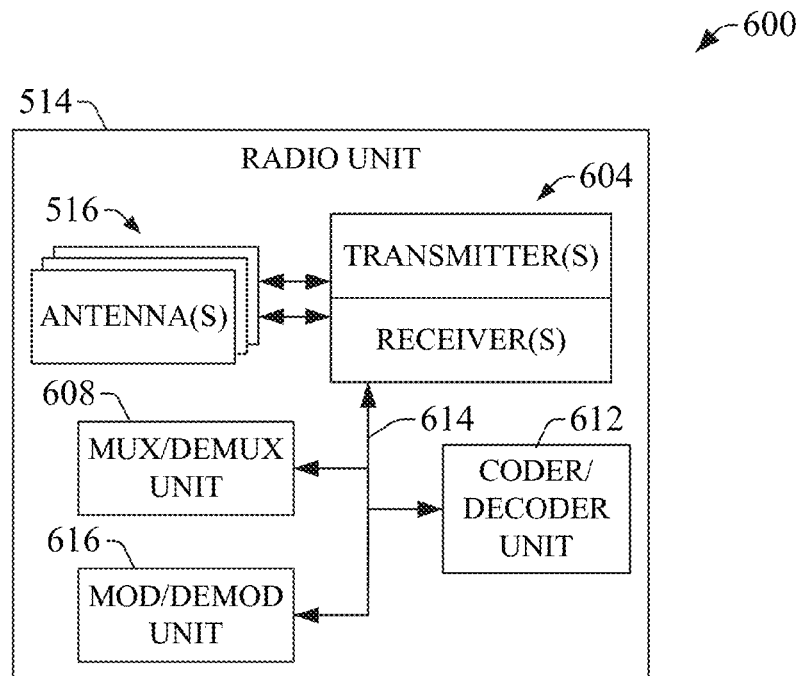 600
514
RADIO UNIT
604
516
TRANSMITTER(S)
ANTENNA(S)
RECEIVER(S)
608
614
612
MUX/DEMUX
UNIT
CODER/
DECODER
UNIT
616
MOD/DEMOD
UNIT